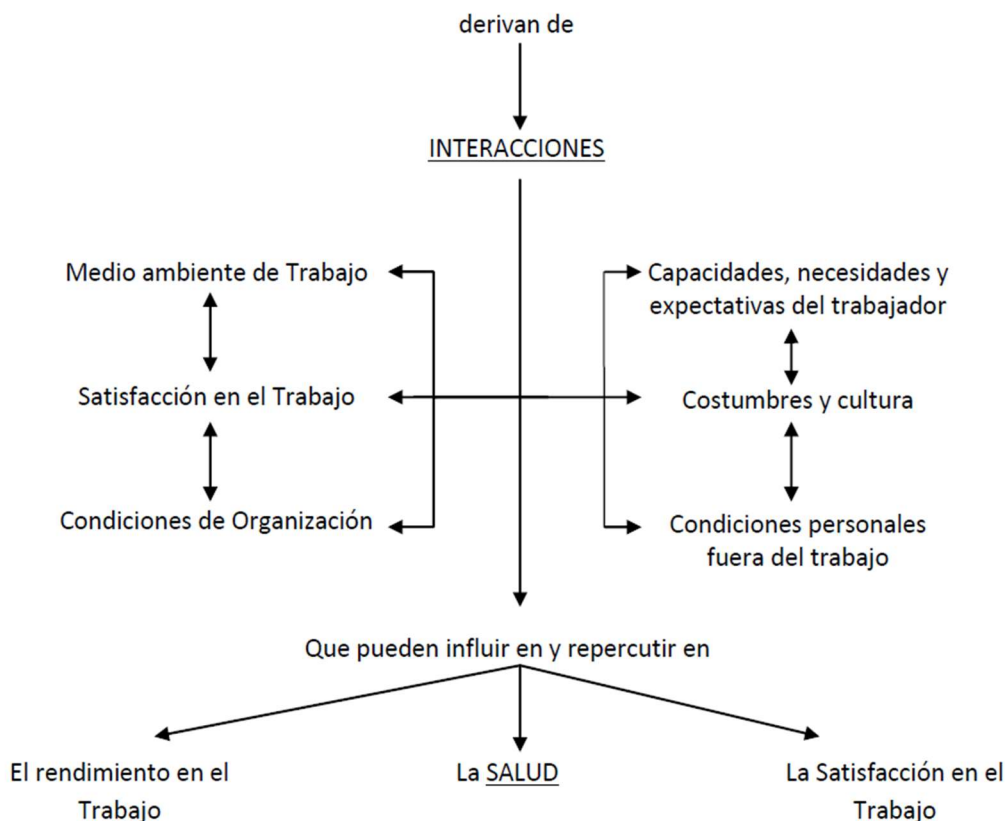 derivan de
INTERACCIONES
Medio ambiente de Trabajo
Capacidades, necesidades y
expectativas del trabajador
Satisfacción en el Trabajo
Costumbres y cultura
Condiciones de Organización
Condiciones personales
fuera del trabajo
Que pueden influir en y repercutir en
El rendimiento en el
Trabajo
La SALUD
La Satisfacción en el
Trabajo